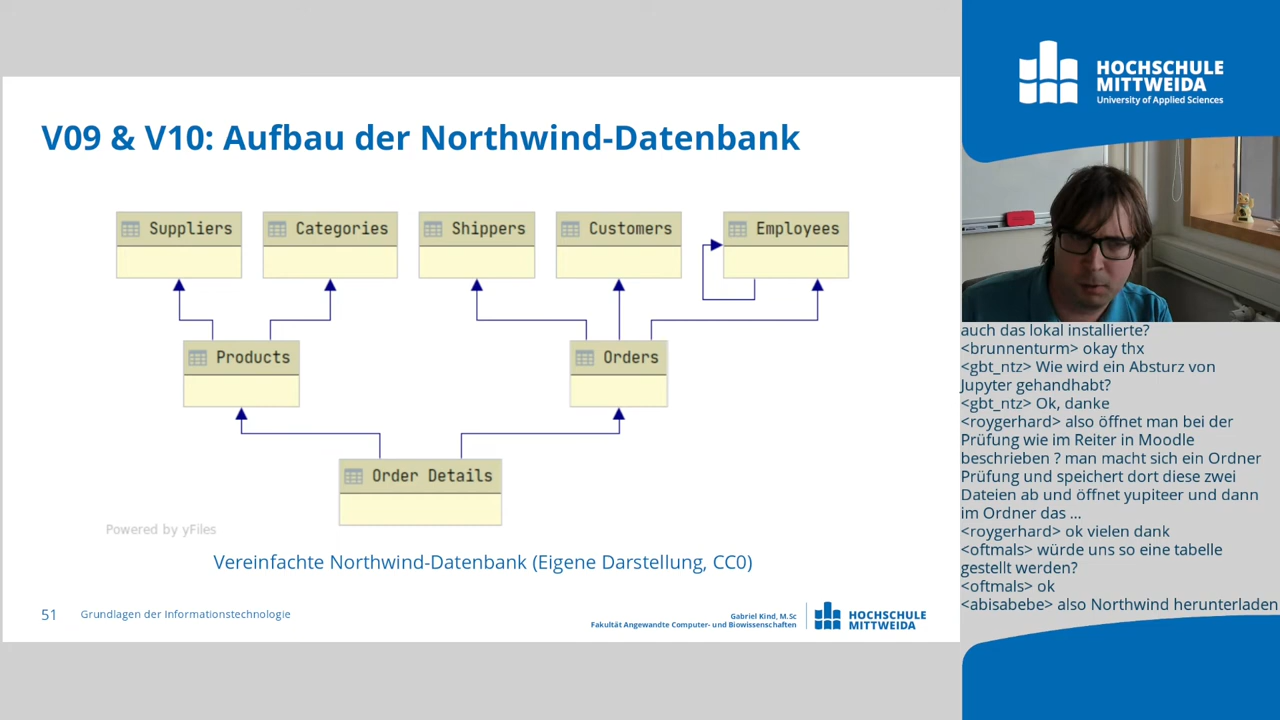 V09 & V10: Aufbau der Northwind-Datenbank
Suppliers
Categories
Shippers
Customers
Employees
Products
Orders
Order Details
Powered by yFiles
Vereinfachte Northwind-Datenbank (Eigene Darstellung, CC0)
51
Grundlagen der Informationstechnologie
Gabriel Kind, M.Sc
Fakultät Angewandte Computer- und Biowissenschaften
HOCHSCHULE
MITTWEIDA
HOCHSCHULE
MITTWEIDA
University of Applied Sciences
auch das lokal installierte?
<brunnenturm> okay thx
<gbt_ntz> Wie wird ein Absturz von
Jupyter gehandhabt?
<gbt_ntz> Ok, danke
<roygerhard> also öffnet man bei der
Prüfung wie im Reiter in Moodle
beschrieben ? man macht sich ein Ordner
Prüfung und speichert dort diese zwei
Dateien ab und öffnet yupiteer und dann
im Ordner das ...
<roygerhard> ok vielen dank
<oftmals> würde uns so eine tabelle
gestellt werden?
<oftmals> ok
<abisabebe> also Northwind herunterladen